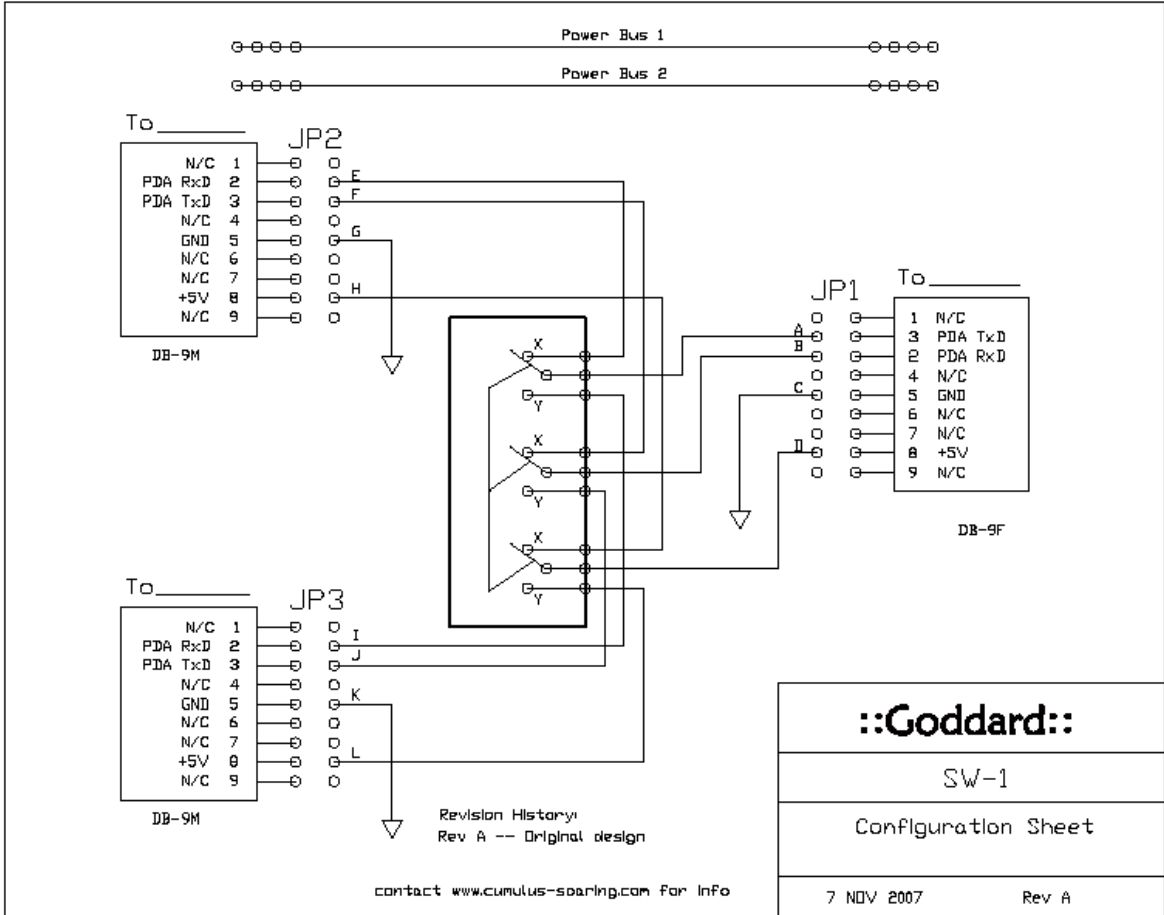 Power Bus 1
Power Bus 2
To
JP2
N/C 1
PDA RxD 2
PDA TxD 3
N/C 4
GND 5
N/C 6
N/C 7
+5V 8
N/C 9
DB-9M
E
F
G
H
X
Y
X
Y
X
Y
To
JP1
A
B
C
D
1 N/C
3 PDA TxD
2 PDA RxD
4 N/C
5 GND
6 N/C
7 N/C
8 +5V
9 N/C
DB-9F
To
JP3
N/C 1
PDA RxD 2
PDA TxD 3
N/C 4
GND 5
N/C 6
N/C 7
+5V 8
N/C 9
DB-9M
I
J
K
L
Revision History:
Rev A -- Original design
contact www.cumulus-soaring.com for info
::Goddard::
SW-1
Configuration Sheet
7 NOV 2007 Rev A